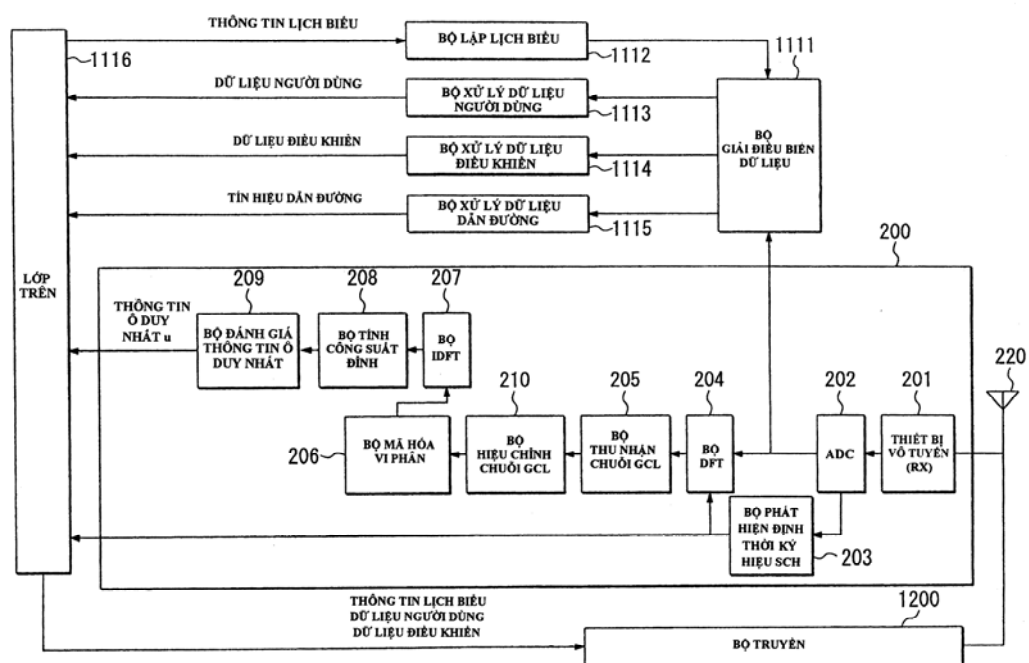 THÔNG TIN LỊCH BIỂU
BỘ LẬP LỊCH BIỂU
1116
1112
1111
DỮ LIỆU NGƯỜI DÙNG
BỘ XỬ LÝ DỮ LIỆU
NGƯỜI DÙNG
1113
DỮ LIỆU ĐIỀU KHIỂN
BỘ XỬ LÝ DỮ LIỆU
ĐIỀU KHIỂN
1114
BỘ
GIẢI ĐIỀU BIẾN
DỮ LIỆU
TÍN HIỆU DẪN ĐƯỜNG
BỘ XỬ LÝ DỮ LIỆU
DẪN ĐƯỜNG
1115
200
LỚP
TRÊN
THÔNG TIN
Ô DUY
NHẤT u
209
BỘ ĐÁNH GIÁ
THÔNG TIN Ô
DUY NHẤT
208
BỘ TÍNH
CÔNG SUẤT
ĐỈNH
207
BỘ
IDFT
220
206
BỘ MÃ HÓA
VI PHÂN
210
BỘ
HIỆU CHỈNH
CHUỖI GCL
205
BỘ
THU NHẬN
CHUỖI GCL
204
BỘ
DFT
202
ADC
201
THIẾT BỊ
VÔ TUYẾN
(RX)
BỘ PHÁT
HIỆN ĐỊNH
THỜI KÝ
HIỆU SCH
203
THÔNG TIN LỊCH BIỂU
DỮ LIỆU NGƯỜI DÙNG
DỮ LIỆU ĐIỀU KHIỂN
1200
BỘ TRUYỀN